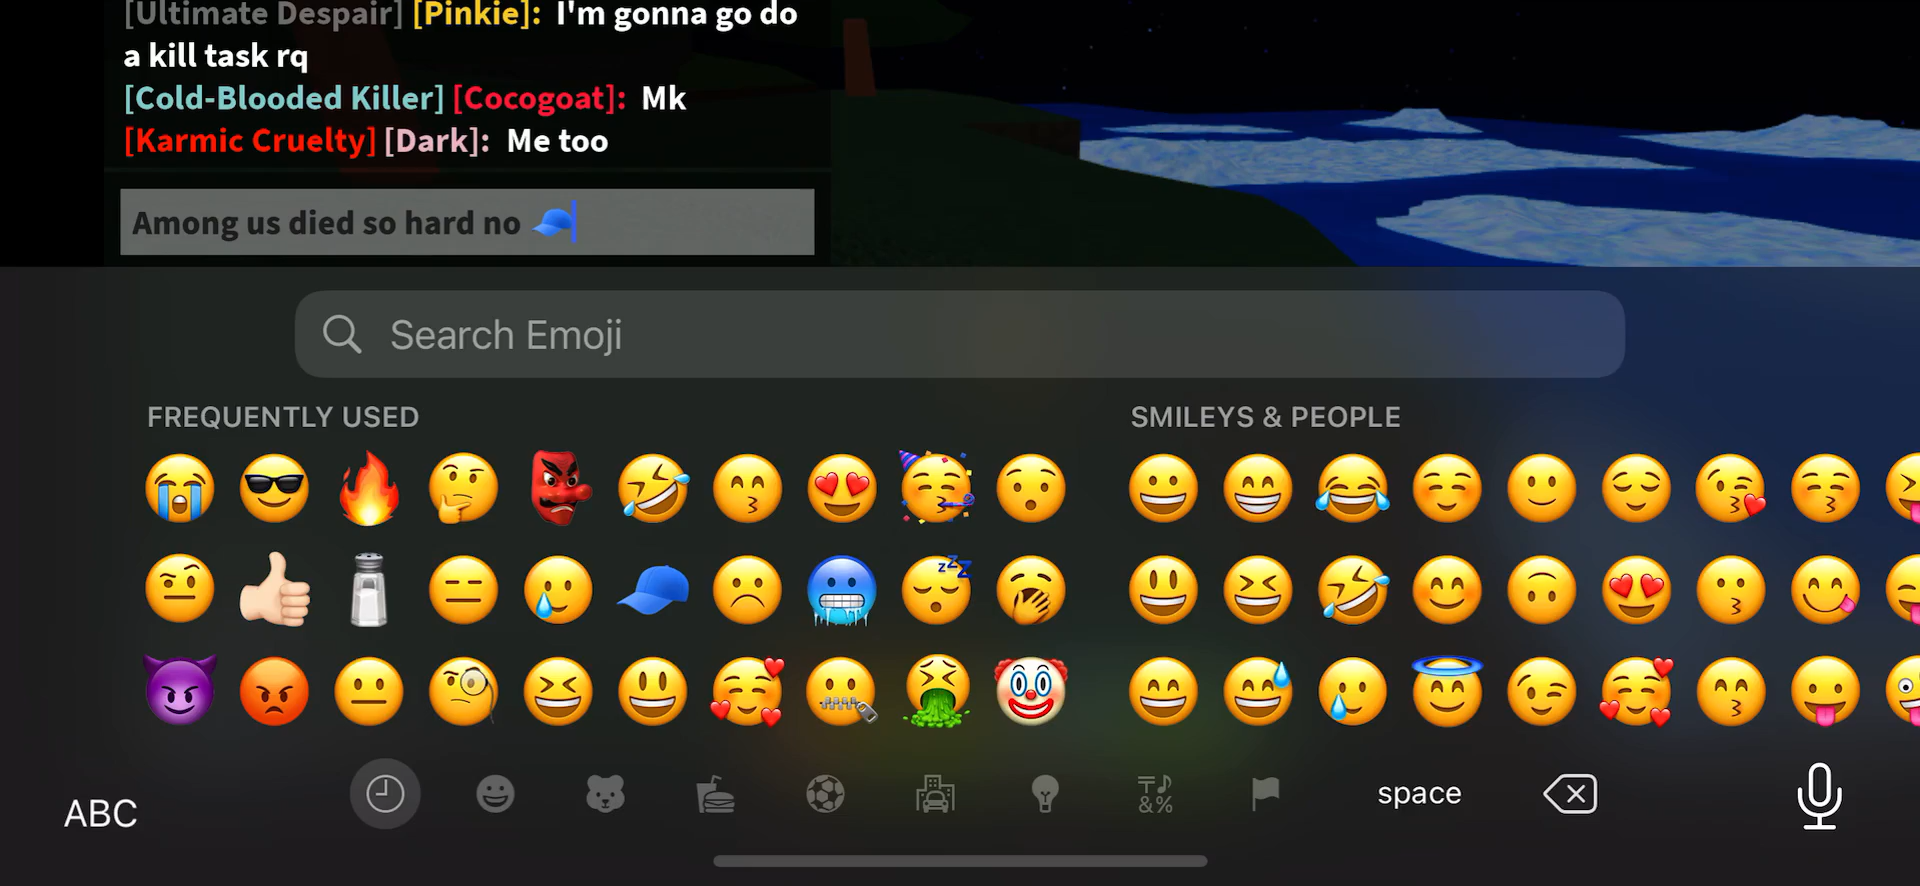 [Ultimate Despair] [Pinkie]: I'm gonna go do
a kill task rq
[Cold-Blooded Killer] [Cocogoat]: Mk
[Karmic Cruelty] [Dark]: Me too
Among us died so hard no 🧢
Search Emoji
FREQUENTLY USED
SMILEYS & PEOPLE
ABC
space